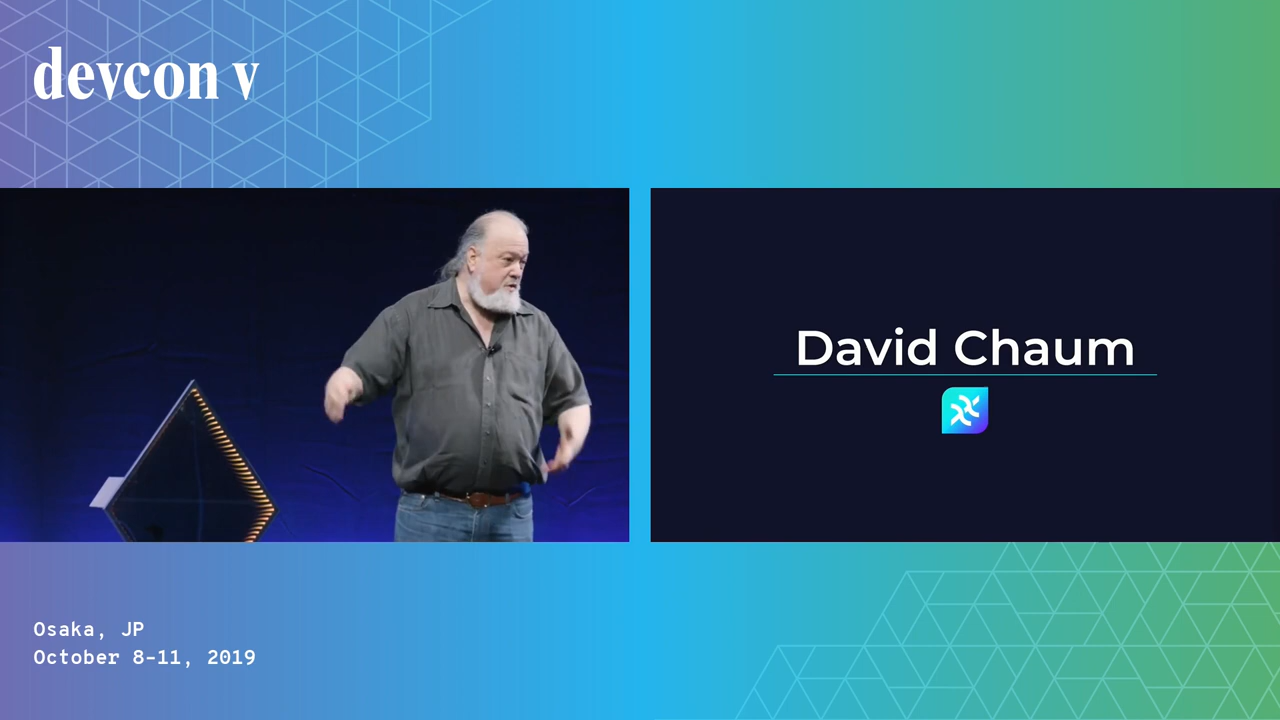 devcon v
David Chaum
Osaka, JP
October 8-11, 2019